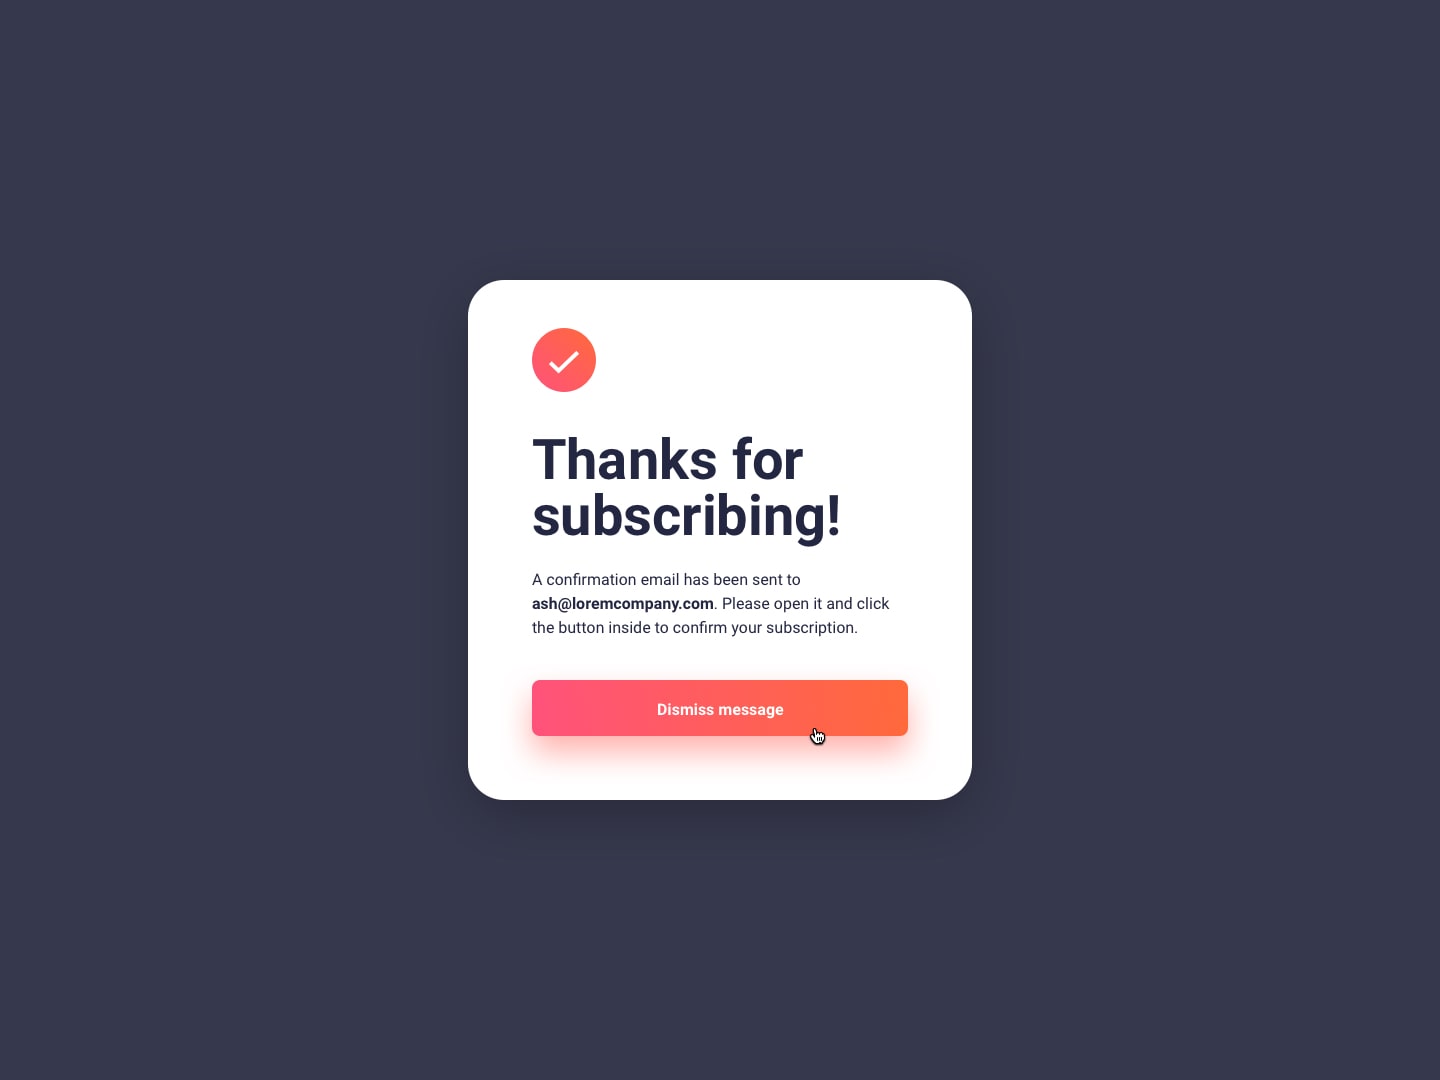 Thanks for
subscribing!
A confirmation email has been sent to
ash@loremcompany.com. Please open it and click
the button inside to confirm your subscription.
Dismiss message